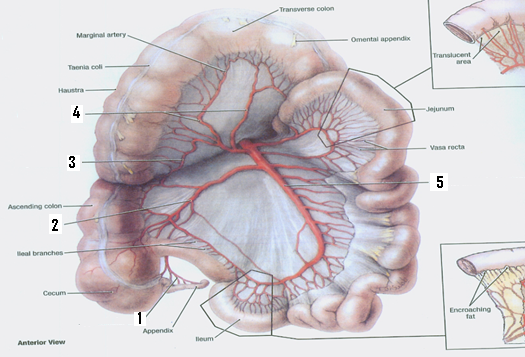 Transverse colon
Marginal artery
Omental appendix
Translucent
area
Taenia coli
Haustra
4
Jejunum
Vasa recta
3
5
Ascending colon
2
Ileal branches
Cecum
1
Appendix
Ileum
Encroaching
fat
Anterior View